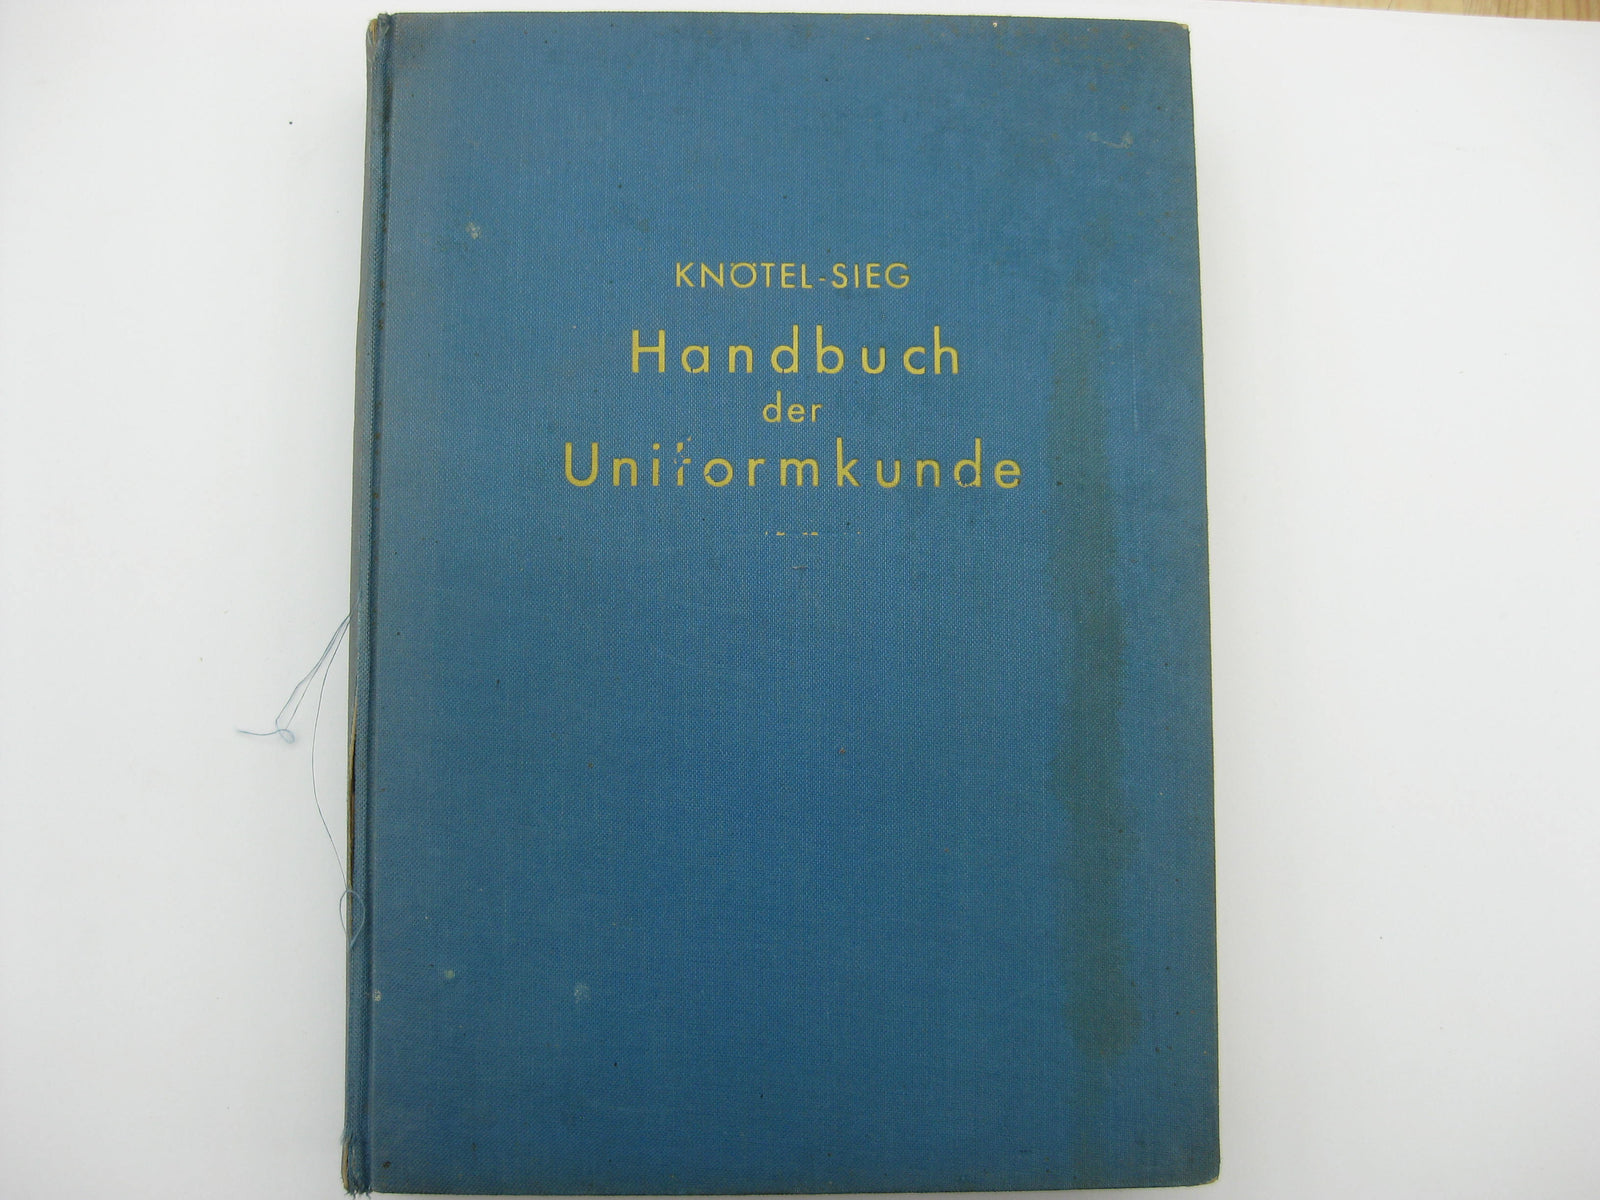 KNÖTEL-SIEG
Handbuch
der
Uniformkunde